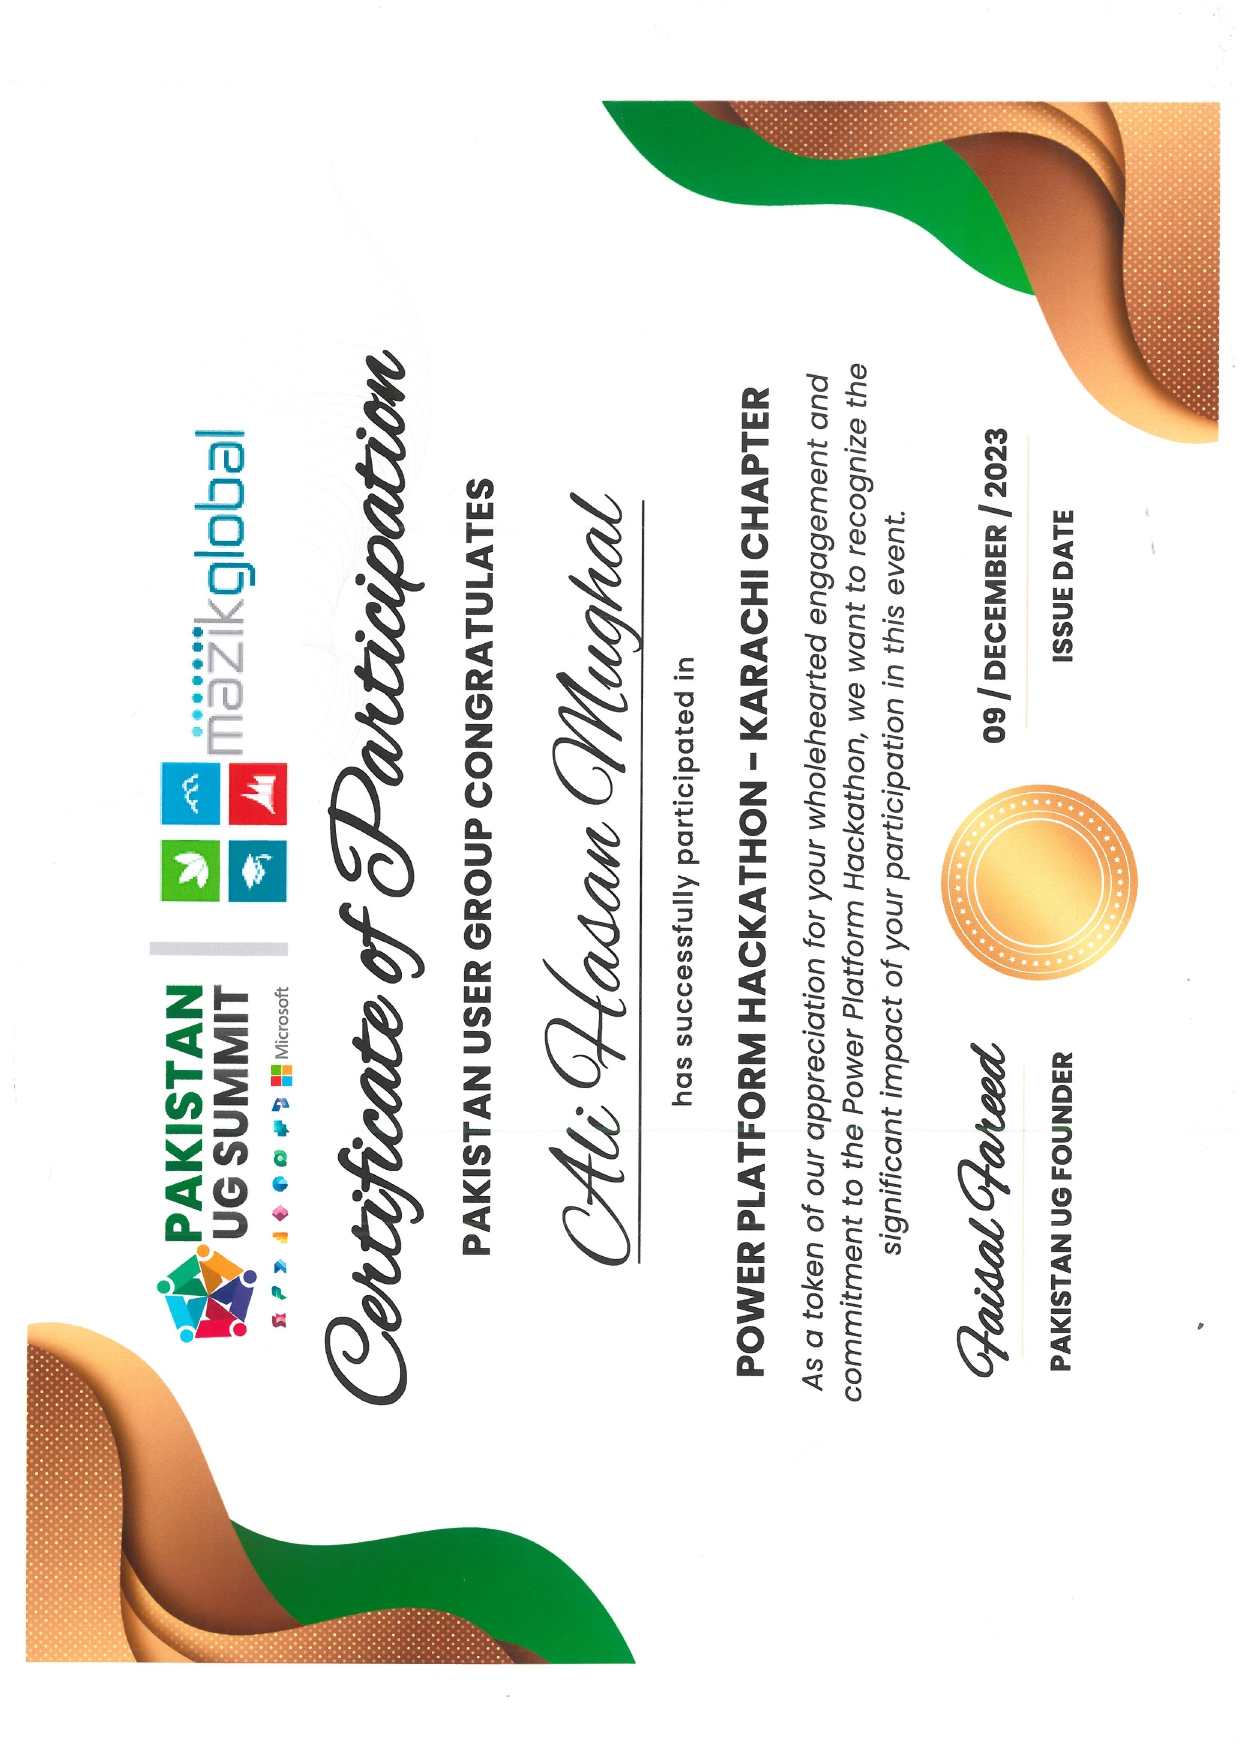 PAKISTAN
UG SUMMIT
Microsoft
mazikglobal
Certificate of Participation
PAKISTAN USER GROUP CONGRATULATES
Ali Hasan Mughal
has successfully participated in
POWER PLATFORM HACKATHON – KARACHI CHAPTER
As a token of our appreciation for your wholehearted engagement and
commitment to the Power Platform Hackathon, we want to recognize the
significant impact of your participation in this event.
Faisal Fareed
PAKISTAN UG FOUNDER
09 / DECEMBER / 2023
ISSUE DATE